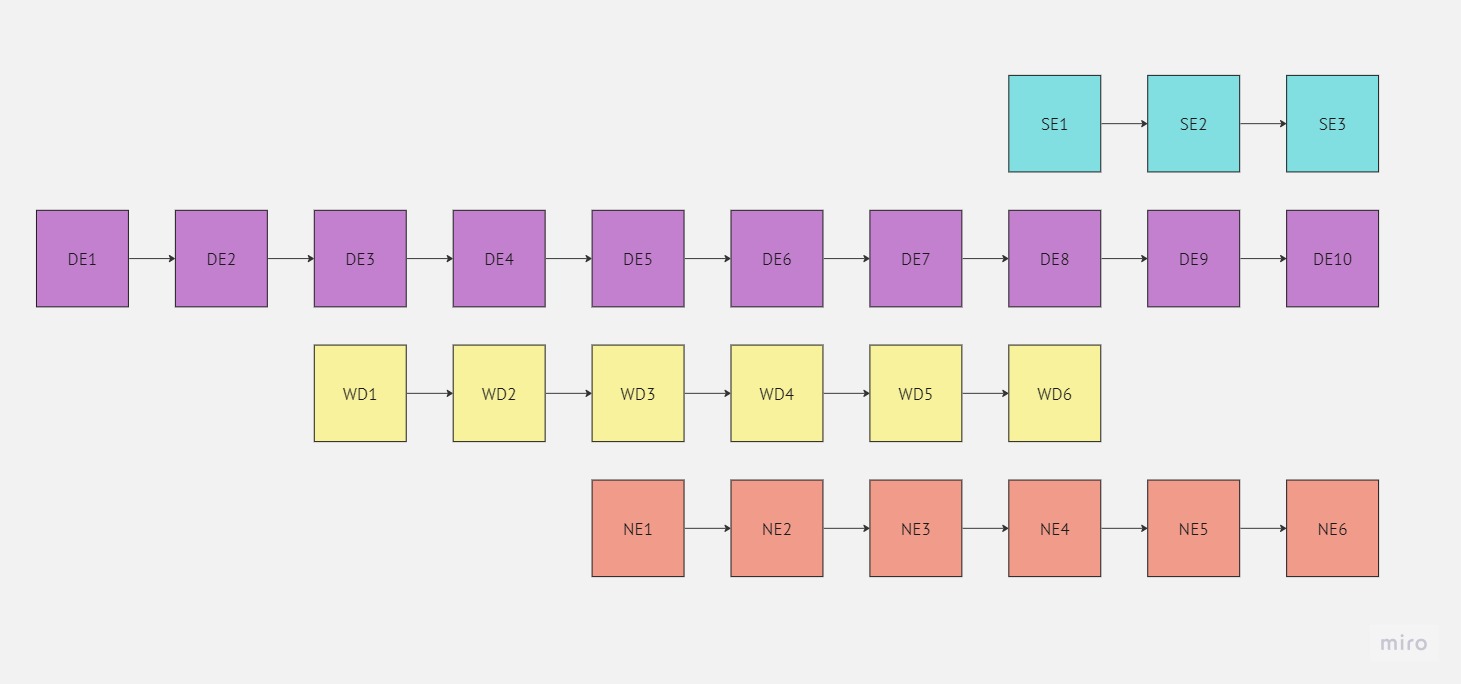 SE1 SE2 SE3
DE1 DE2 DE3 DE4 DE5 DE6 DE7 DE8 DE9 DE10
WD1 WD2 WD3 WD4 WD5 WD6
NE1 NE2 NE3 NE4 NE5 NE6
miro